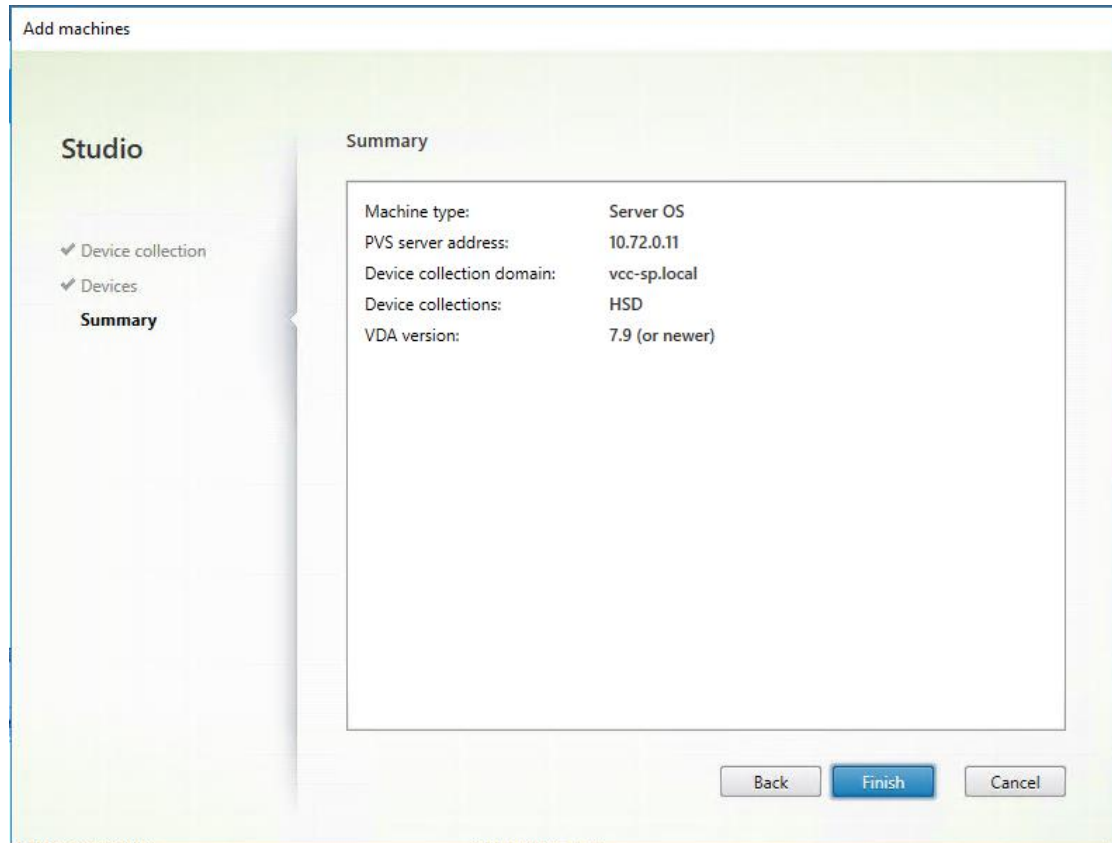 Add machines
Studio
Device collection
Devices
Summary
Summary
Machine type: Server OS
PVS server address: 10.72.0.11
Device collection domain: vcc-sp.local
Device collections: HSD
VDA version: 7.9 (or newer)
Back Finish Cancel